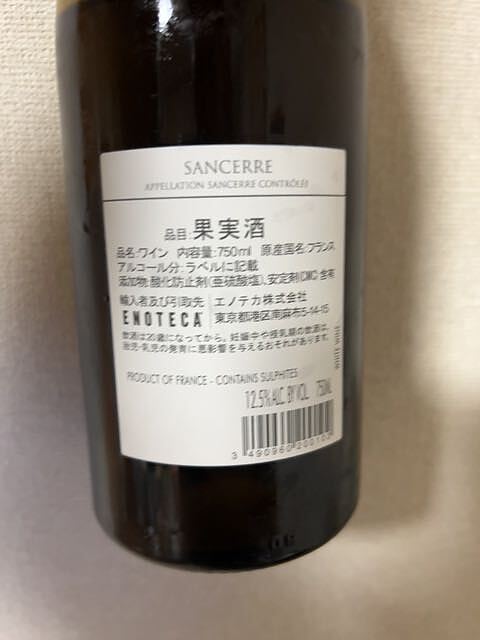 SANCERRE
APPELLATION SANCERRE CONTRÔLÉE
品目:果実酒
品名:ワイン 内容量:750ml 原産国名:フランス
アルコール分:ラベルに記載
添加物:酸化防止剤(亜硫酸塩)、安定剤(CMC)含有
輸入者及び引取先 エノテカ株式会社
ENOTECA 東京都港区南麻布5-14-15
飲酒は20歳になってから。妊娠中や授乳期の飲酒は、
胎児・乳児の発育に悪影響を与えるおそれがあります。
PRODUCT OF FRANCE - CONTAINS SULPHITES
12.5% ALC. BY VOL. 750ML
3 490960 200103